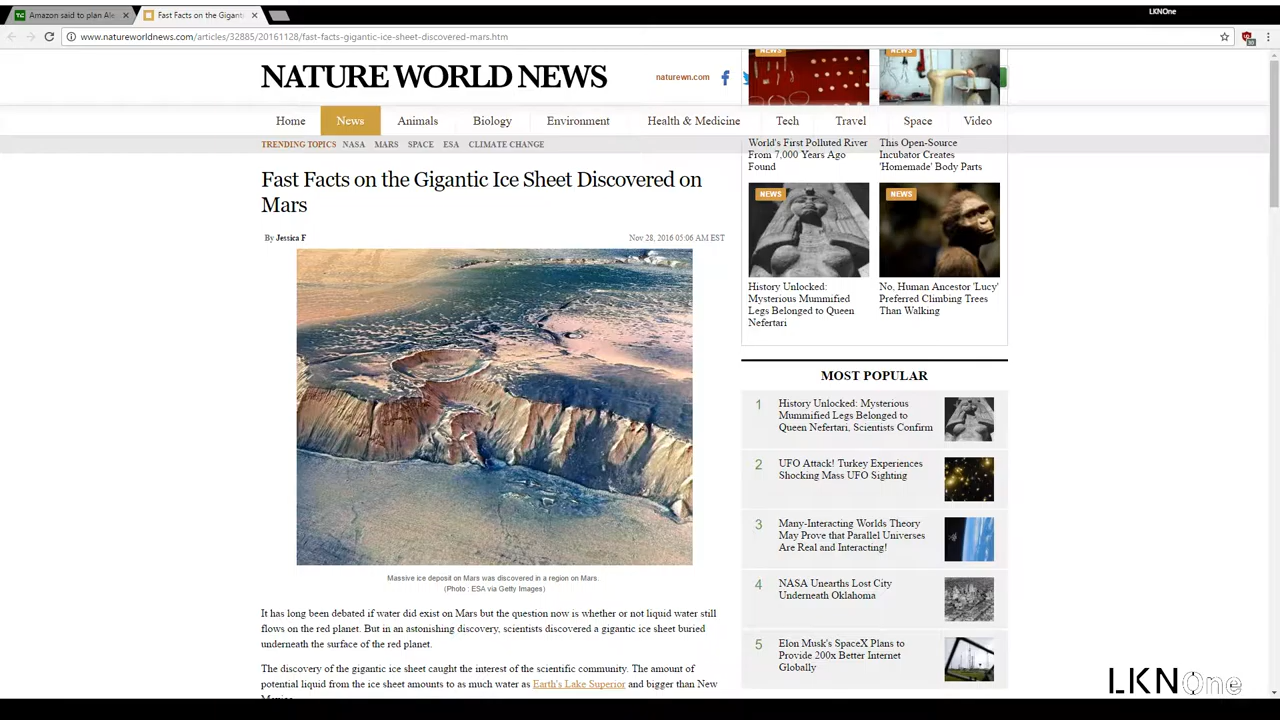 LKNOne
Amazon said to plan Ale
Fast Facts on the Gigant
www.natureworldnews.com/articles/32885/20161128/fast-facts-gigantic-ice-sheet-discovered-mars.htm
NATURE WORLD NEWS
naturewn.com
Home News Animals Biology Environment Health & Medicine Tech Travel Space Video
TRENDING TOPICS NASA MARS SPACE ESA CLIMATE CHANGE
Fast Facts on the Gigantic Ice Sheet Discovered on
Mars
By Jessica F
Nov 28, 2016 05:06 AM EST
Massive ice deposit on Mars was discovered in a region on Mars.
(Photo : ESA via Getty Images)
It has long been debated if water did exist on Mars but the question now is whether or not liquid water still
flows on the red planet. But in an astonishing discovery, scientists discovered a gigantic ice sheet buried
underneath the surface of the red planet.
The discovery of the gigantic ice sheet caught the interest of the scientific community. The amount of
potential liquid from the ice sheet amounts to as much water as Earth's Lake Superior and bigger than New
NEWS
World's First Polluted River
From 7,000 Years Ago
Found
NEWS
This Open-Source
Incubator Creates
'Homemade' Body Parts
NEWS
History Unlocked:
Mysterious Mummified
Legs Belonged to Queen
Nefertari
NEWS
No, Human Ancestor 'Lucy'
Preferred Climbing Trees
Than Walking
MOST POPULAR
1
History Unlocked: Mysterious
Mummified Legs Belonged to
Queen Nefertari, Scientists Confirm
2
UFO Attack! Turkey Experiences
Shocking Mass UFO Sighting
3
Many-Interacting Worlds Theory
May Prove that Parallel Universes
Are Real and Interacting!
4
NASA Unearths Lost City
Underneath Oklahoma
5
Elon Musk's SpaceX Plans to
Provide 200x Better Internet
Globally
LKNOne